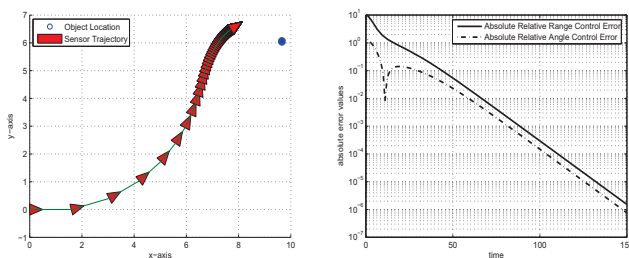 Object Location
Sensor Trajectory
7
6
5
4
3
2
1
0
−1
0 2 4 6 8 10
x−axis
y−axis
Absolute Relative Range Control Error
Absolute Relative Angle Control Error
10^1
10^0
10^−1
10^−2
10^−3
10^−4
10^−5
10^−6
10^−7
0 50 100 15
time
absolute error values